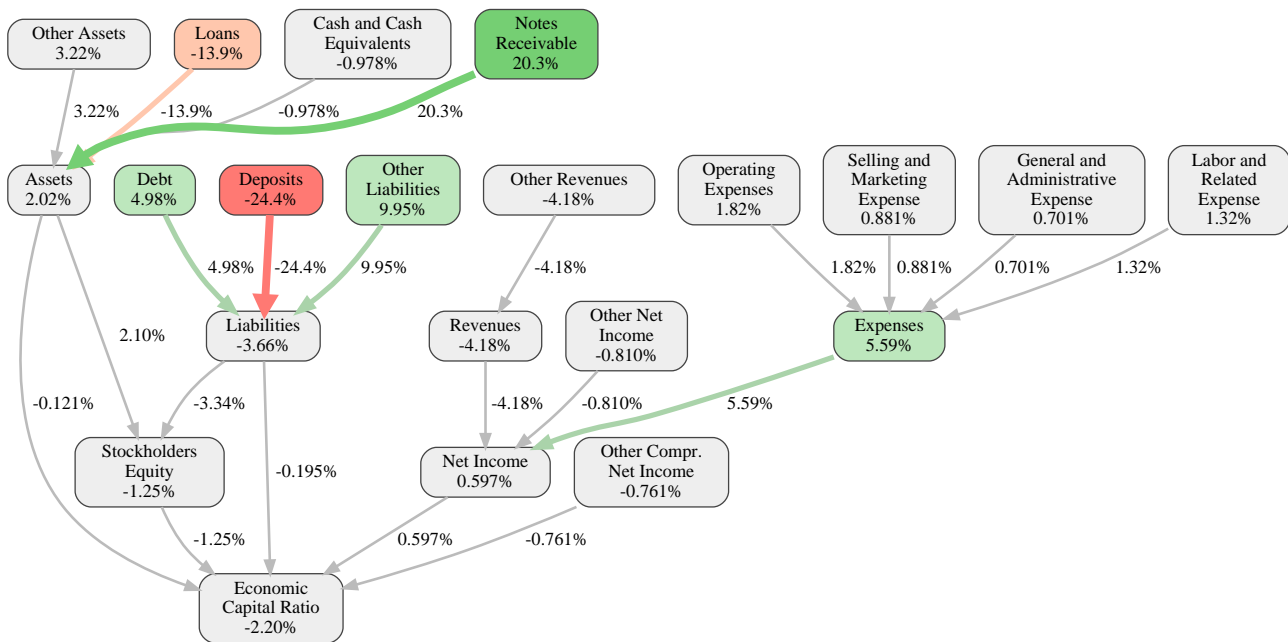 Other Assets
3.22%
Loans
-13.9%
Cash and Cash
Equivalents
-0.978%
Notes
Receivable
20.3%
3.22%
-13.9%
-0.978%
20.3%
Assets
2.02%
Debt
4.98%
Deposits
-24.4%
Other
Liabilities
9.95%
Other Revenues
-4.18%
Operating
Expenses
1.82%
Selling and
Marketing
Expense
0.881%
General and
Administrative
Expense
0.701%
Labor and
Related
Expense
1.32%
4.98%
-24.4%
9.95%
-4.18%
1.82%
0.881%
0.701%
1.32%
2.10%
Liabilities
-3.66%
Revenues
-4.18%
Other Net
Income
-0.810%
Expenses
5.59%
-0.121%
-3.34%
-4.18%
-0.810%
5.59%
Stockholders
Equity
-1.25%
-0.195%
Net Income
0.597%
Other Compr.
Net Income
-0.761%
-1.25%
0.597%
-0.761%
Economic
Capital Ratio
-2.20%